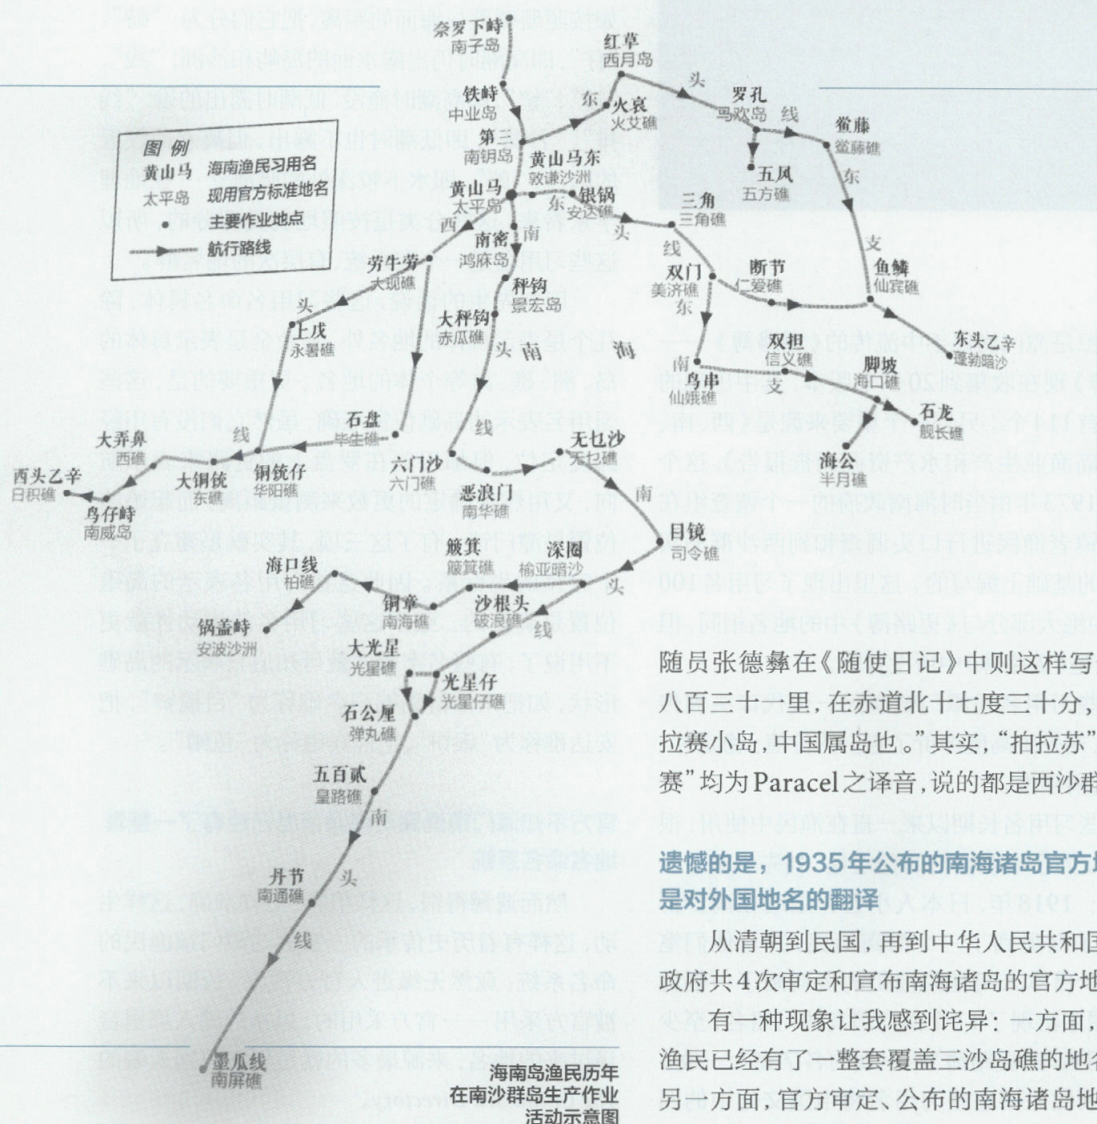 奈罗下峙
南子岛
红草
西月岛
头
铁峙
中业岛
东
火哀
火艾礁
罗孔
马欢岛
线
鲎藤
鲎藤礁
第三
南钥岛
图例
黄山马
太平岛
海南渔民习用名
现用官方标准地名
主要作业地点
航行路线
黄山马东
敦谦沙洲
五风
五方礁
东
黄山马
太平岛
东
银锅
安达礁
头
三角
三角礁
西
南密
鸿庥岛
南
线
支
劳牛劳
大现礁
秤钩
景宏岛
双门
美济礁
断节
仁爱礁
鱼鳞
仙宾礁
头
上戊
永暑礁
大秤钩
赤瓜礁
东
头
南海
南
双担
信义礁
东头乙辛
蓬勃暗沙
鸟串
仙娥礁
支
脚坡
海口礁
石龙
舰长礁
石盘
毕生礁
线
线
大弄鼻
西礁
无乜沙
无乜礁
海公
半月礁
西头乙辛
日积礁
大铜铳
东礁
铜铳仔
华阳礁
六门沙
六门礁
恶浪门
南华礁
南
鸟仔峙
南威岛
目镜
司令礁
海口线
柏礁
簸箕
簸箕礁
深圈
榆亚暗沙
头
铜章
南海礁
沙根头
破浪礁
线
锅盖峙
安波沙洲
大光星
光星礁
光星仔
光星仔礁
石公厘
弹丸礁
五百贰
皇路礁
南
丹节
南通礁
头
线
墨瓜线
南屏礁
海南岛渔民历年
在南沙群岛生产作业
活动示意图
随员张德彝在《随使日记》中则这样写
八百三十一里，在赤道北十七度三十分，
拉赛小岛，中国属岛也。”其实，“拍拉苏”
赛”均为Paracel之译音，说的都是西沙群
遗憾的是，1935年公布的南海诸岛官方地
是对外国地名的翻译
从清朝到民国，再到中华人民共和国
政府共4次审定和宣布南海诸岛的官方地
有一种现象让我感到诧异：一方面，
渔民已经有了一整套覆盖三沙岛礁的地名
另一方面，官方审定、公布的南海诸岛地